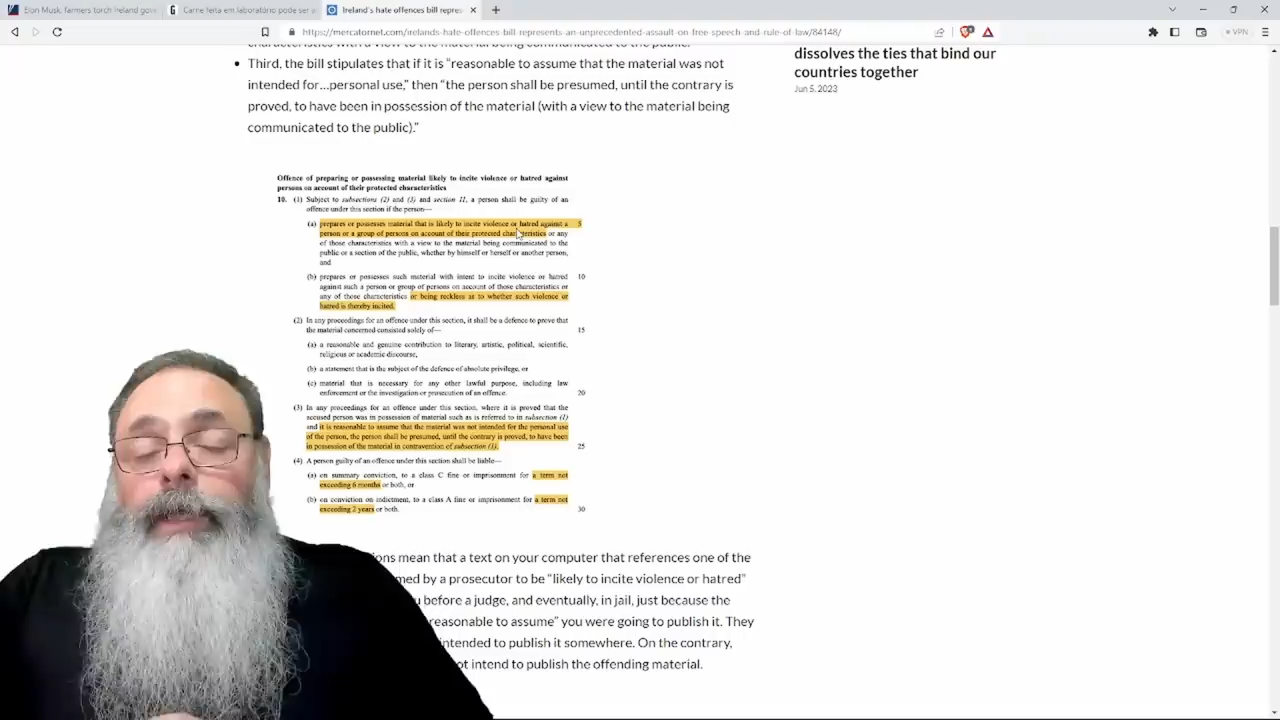 Elon Musk, farmers torch Ireland gove
Carne feita em laboratório pode ser a
Ireland's hate offences bill repres
https://mercatornet.com/irelands-hate-offences-bill-represents-an-unprecedented-assault-on-free-speech-and-rule-of-law/84148/
VPN
characteristics with a view to the material being communicated to the public.
dissolves the ties that bind our
countries together
Jun 5, 2023
• Third, the bill stipulates that if it is “reasonable to assume that the material was not
intended for…personal use,” then “the person shall be presumed, until the contrary is
proved, to have been in possession of the material (with a view to the material being
communicated to the public).”
Offence of preparing or possessing material likely to incite violence or hatred against
persons on account of their protected characteristics
10. (1) Subject to subsections (2) and (3) and section 11, a person shall be guilty of an
offence under this section if the person—
(a) prepares or possesses material that is likely to incite violence or hatred against a 5
person or a group of persons on account of their protected characteristics or any
of those characteristics with a view to the material being communicated to the
public or a section of the public, whether by himself or herself or another person,
and
(b) prepares or possesses such material with intent to incite violence or hatred 10
against such a person or group of persons on account of those characteristics or
any of those characteristics or being reckless as to whether such violence or
hatred is thereby incited.
(2) In any proceedings for an offence under this section, it shall be a defence to prove that
the material concerned consisted solely of— 15
(a) a reasonable and genuine contribution to literary, artistic, political, scientific,
religious or academic discourse,
(b) a statement that is the subject of the defence of absolute privilege, or
(c) material that is necessary for any other lawful purpose, including law
enforcement or the investigation or prosecution of an offence. 20
(3) In any proceedings for an offence under this section, where it is proved that the
accused person was in possession of material such as is referred to in subsection (1)
and it is reasonable to assume that the material was not intended for the personal use
of the person, the person shall be presumed, until the contrary is proved, to have been
in possession of the material in contravention of subsection (1). 25
(4) A person guilty of an offence under this section shall be liable—
(a) on summary conviction, to a class C fine or imprisonment for a term not
exceeding 6 months or both, or
(b) on conviction on indictment, to a class A fine or imprisonment for a term not
exceeding 2 years or both. 30
ions mean that a text on your computer that references one of the
med by a prosecutor to be “likely to incite violence or hatred”
u before a judge, and eventually, in jail, just because the
reasonable to assume” you were going to publish it. They
intended to publish it somewhere. On the contrary,
ot intend to publish the offending material.